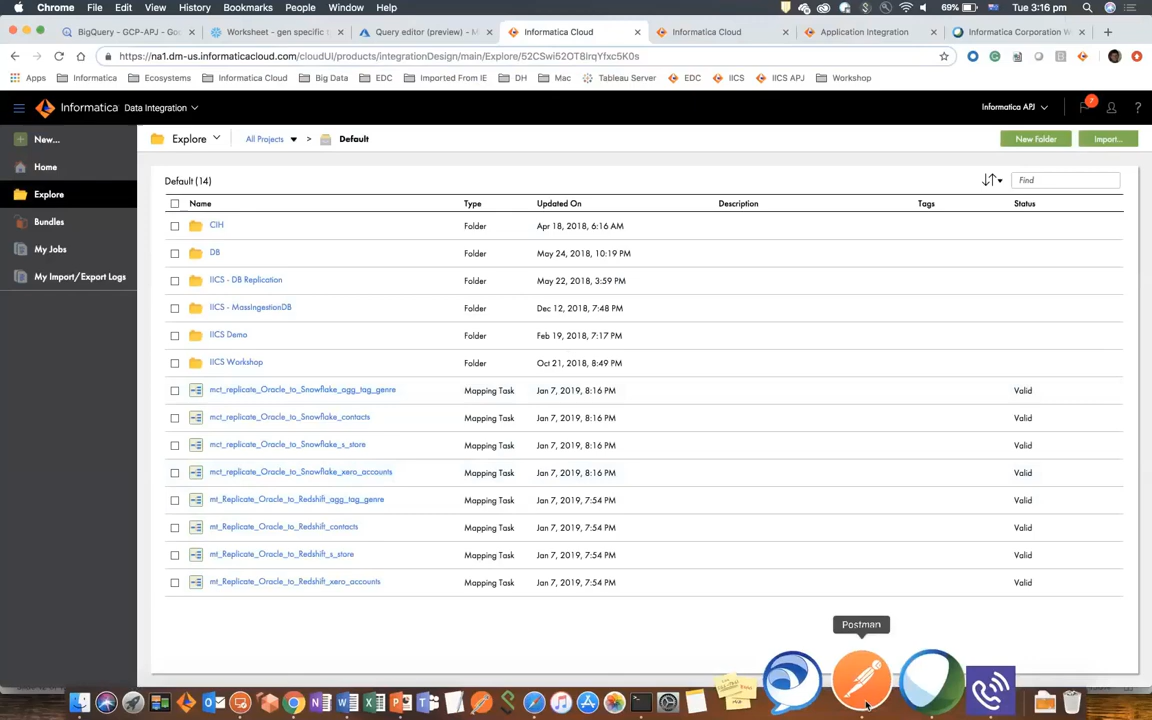 Chrome File Edit View History Bookmarks People Window Help 69% Tue 3:16 pm
BigQuery - GCP-APJ - Goo Worksheet - gen specific t Query editor (preview) - M Informatica Cloud Informatica Cloud Application Integration Informatica Corporation W
https://na1.dm-us.informaticacloud.com/cloudUI/products/integrationDesign/main/Explore/52CSwi52OTBIrqYfxc5K0s
Apps Informatica Ecosystems Informatica Cloud Big Data EDC Imported From IE DH Mac Tableau Server EDC IICS IICS APJ Workshop
Informatica Data Integration Informatica APJ 7 ?
New... Explore All Projects > Default New Folder Import...
Home
Explore
Bundles
My Jobs
My Import/Export Logs
Default (14) Find
Name Type Updated On Description Tags Status
CIH Folder Apr 18, 2018, 6:16 AM
DB Folder May 24, 2018, 10:19 PM
IICS - DB Replication Folder May 22, 2018, 3:59 PM
IICS - MassIngestionDB Folder Dec 12, 2018, 7:48 PM
IICS Demo Folder Feb 19, 2018, 7:17 PM
IICS Workshop Folder Oct 21, 2018, 8:49 PM
mct_replicate_Oracle_to_Snowflake_agg_tag_genre Mapping Task Jan 7, 2019, 8:16 PM Valid
mct_replicate_Oracle_to_Snowflake_contacts Mapping Task Jan 7, 2019, 8:16 PM Valid
mct_replicate_Oracle_to_Snowflake_s_store Mapping Task Jan 7, 2019, 8:16 PM Valid
mct_replicate_Oracle_to_Snowflake_xero_accounts Mapping Task Jan 7, 2019, 8:16 PM Valid
mt_Replicate_Oracle_to_Redshift_agg_tag_genre Mapping Task Jan 7, 2019, 7:54 PM Valid
mt_Replicate_Oracle_to_Redshift_contacts Mapping Task Jan 7, 2019, 7:54 PM Valid
mt_Replicate_Oracle_to_Redshift_s_store Mapping Task Jan 7, 2019, 7:54 PM Valid
mt_Replicate_Oracle_to_Redshift_xero_accounts Mapping Task Jan 7, 2019, 7:54 PM Valid
Postman